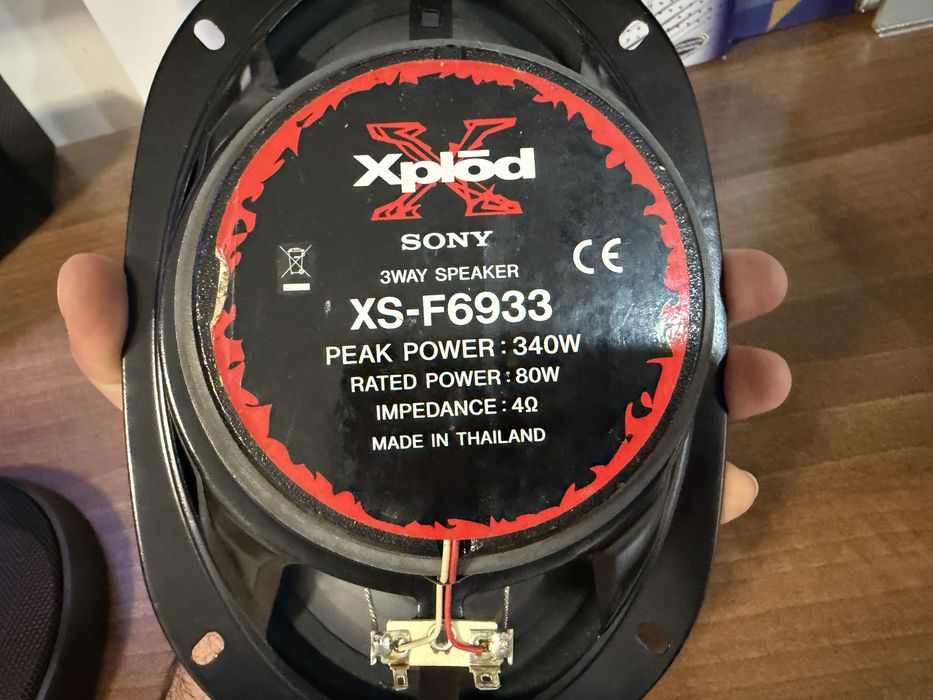 Xplōd
SONY
CE
3WAY SPEAKER
XS-F6933
PEAK POWER : 340W
RATED POWER : 80W
IMPEDANCE : 4Ω
MADE IN THAILAND